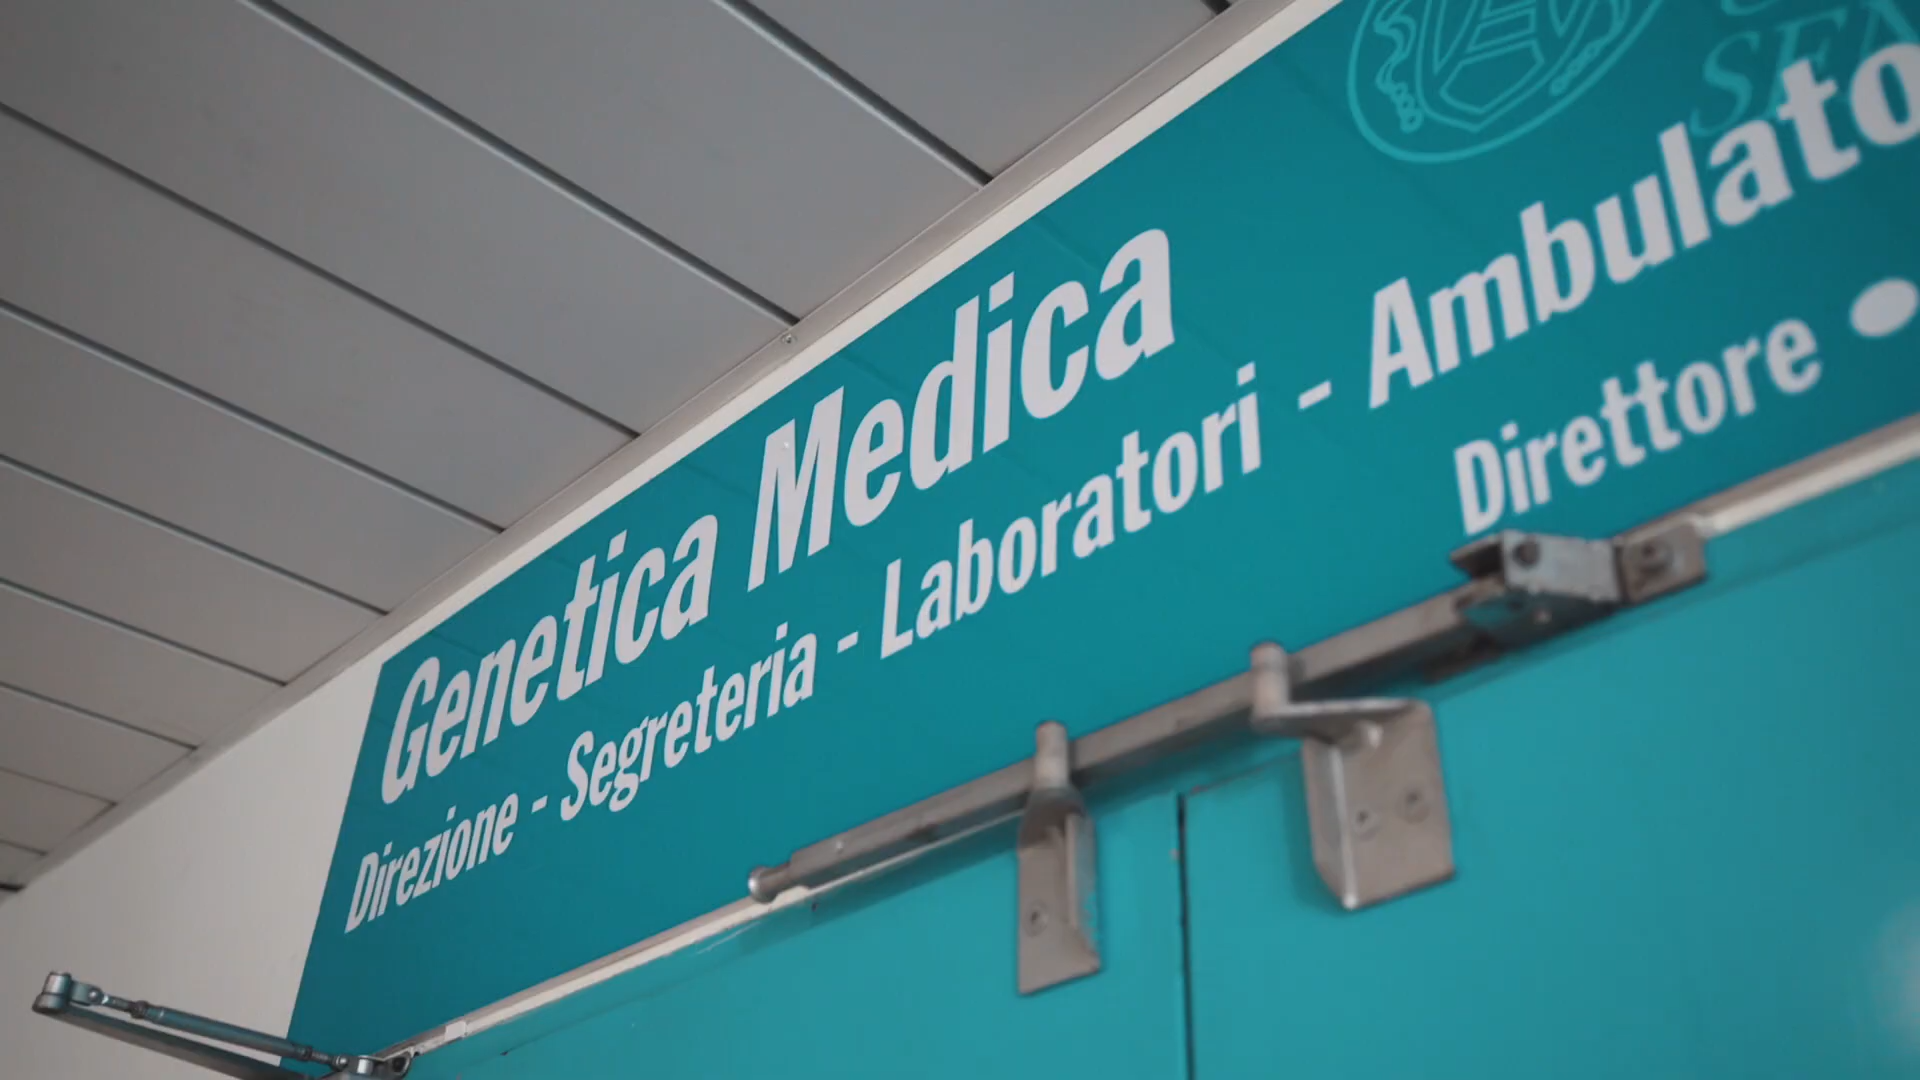 Genetica Medica
Direzione - Segreteria - Laboratori - Ambulato
Direttore •